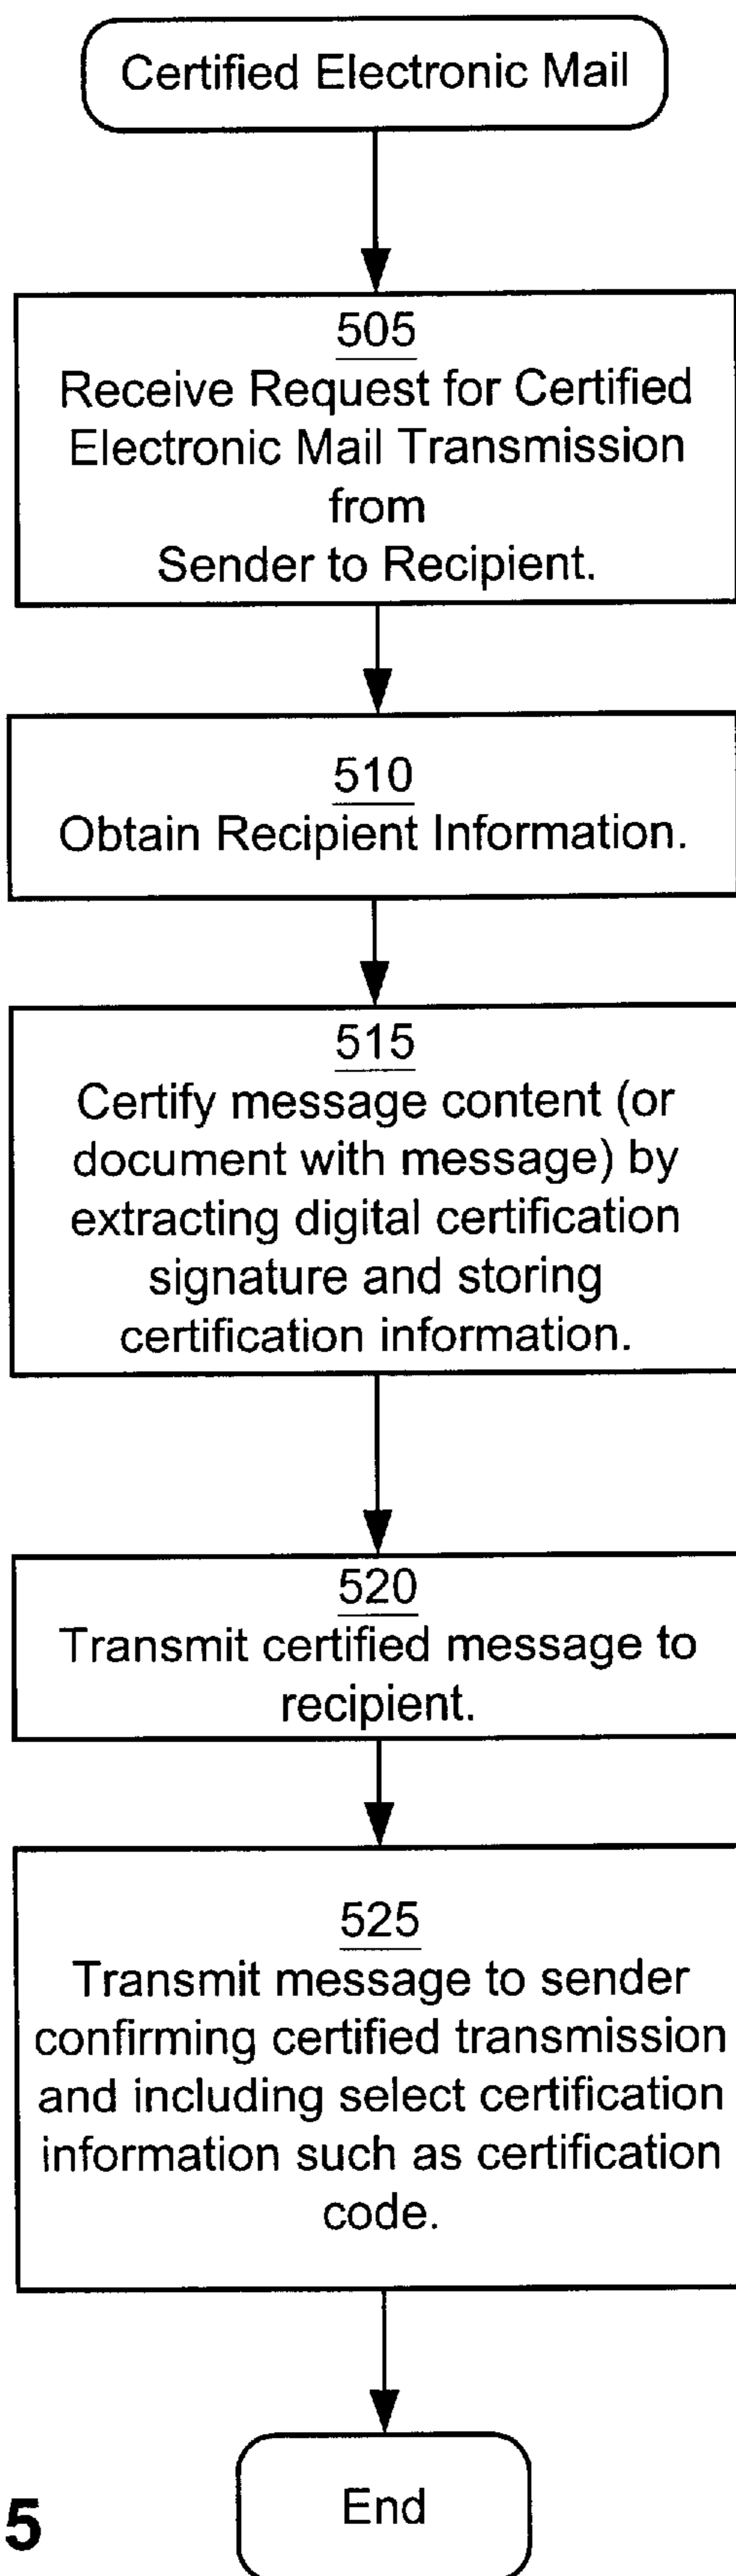 Certified Electronic Mail
505
Receive Request for Certified
Electronic Mail Transmission
from
Sender to Recipient.
510
Obtain Recipient Information.
515
Certify message content (or
document with message) by
extracting digital certification
signature and storing
certification information.
520
Transmit certified message to
recipient.
525
Transmit message to sender
confirming certified transmission
and including select certification
information such as certification
code.
End
5